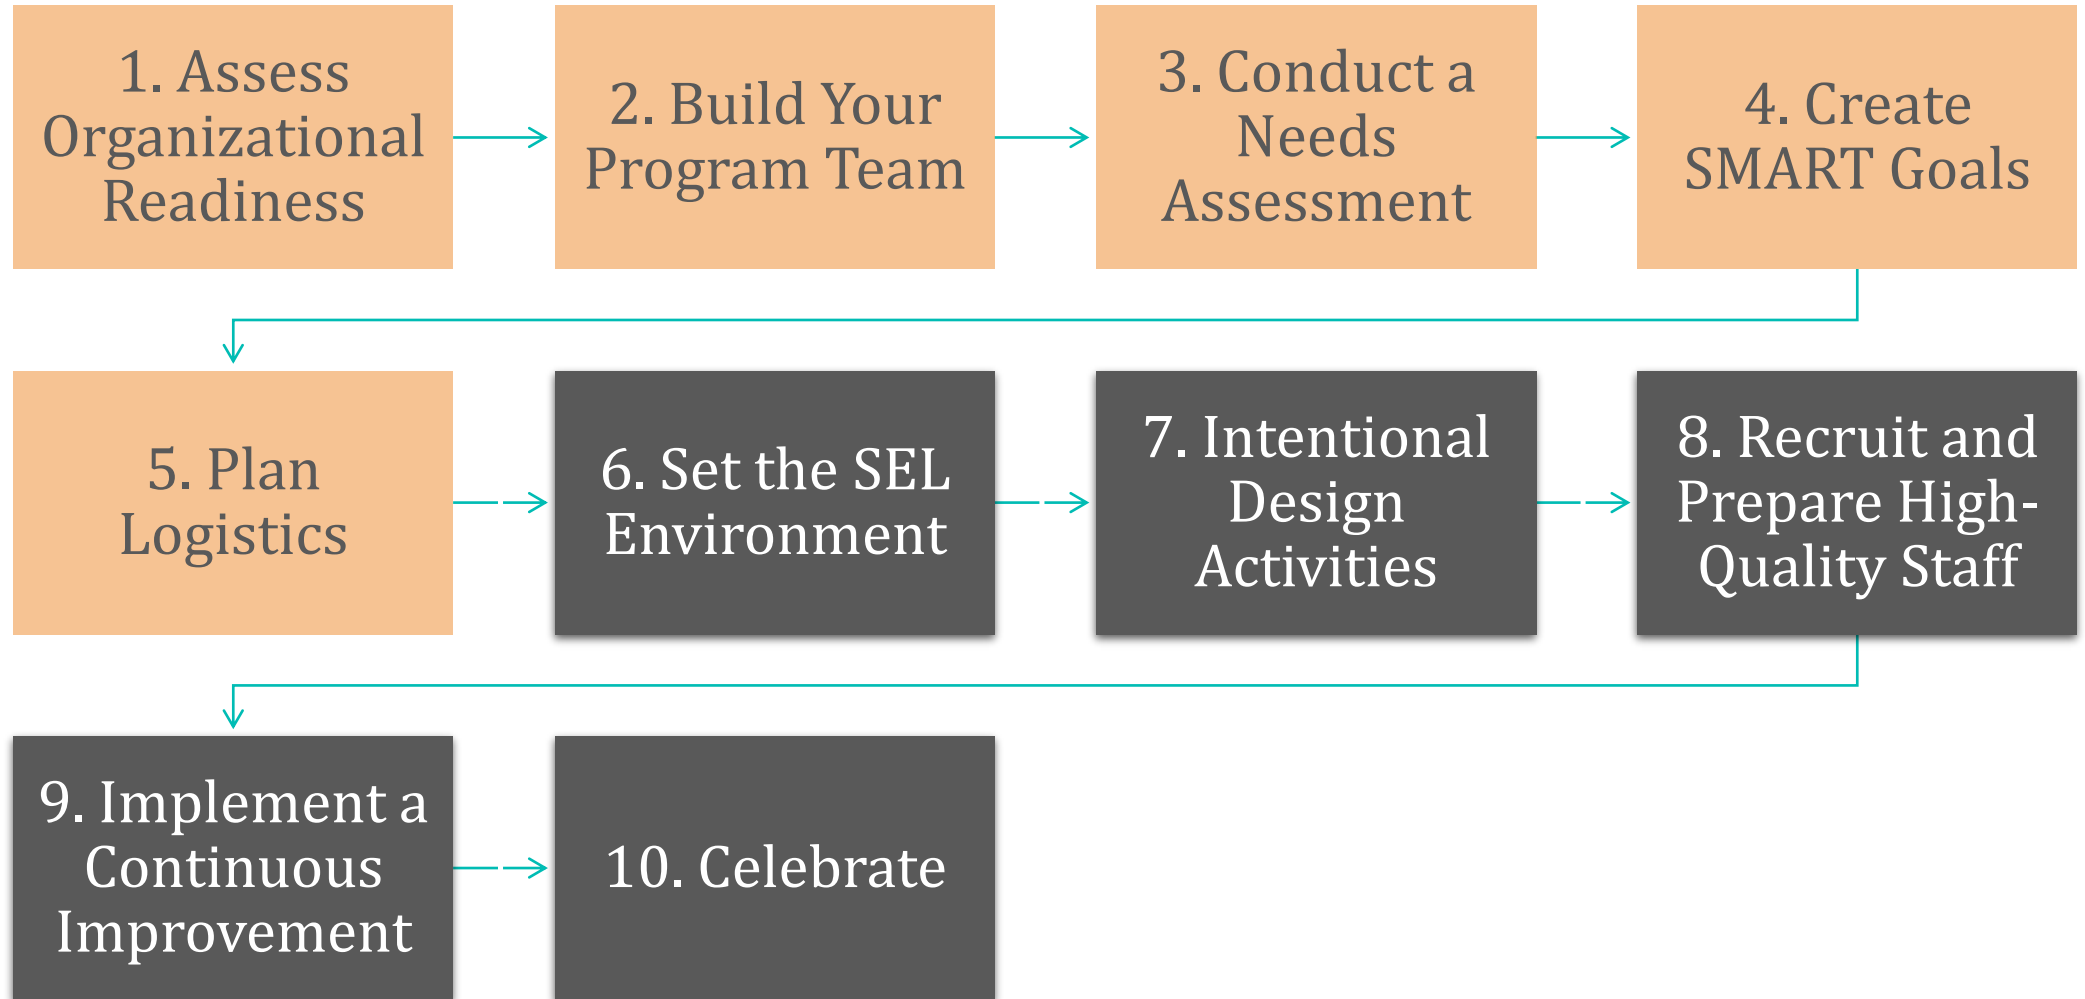 1. Assess
Organizational
Readiness
2. Build Your
Program Team
3. Conduct a
Needs
Assessment
4. Create
SMART Goals
5. Plan
Logistics
6. Set the SEL
Environment
7. Intentional
Design
Activities
8. Recruit and
Prepare High-
Quality Staff
9. Implement a
Continuous
Improvement
10. Celebrate